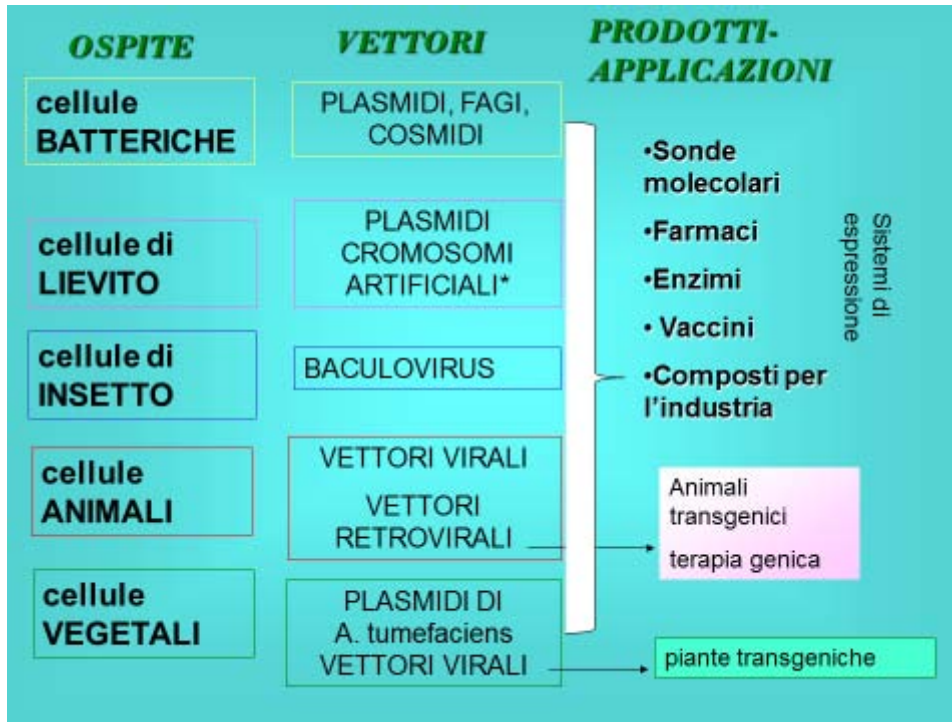 OSPITE
VETTORI
PRODOTTI-
APPLICAZIONI
cellule
BATTERICHE
PLASMIDI, FAGI,
COSMIDI
cellule di
LIEVITO
PLASMIDI
CROMOSOMI
ARTIFICIALI*
cellule di
INSETTO
BACULOVIRUS
cellule
ANIMALI
VETTORI VIRALI
VETTORI
RETROVIRALI
cellule
VEGETALI
PLASMIDI DI
A. tumefaciens
VETTORI VIRALI
•Sonde
molecolari
•Farmaci
•Enzimi
• Vaccini
•Composti per
l'industria
Sistemi di
espressione
Animali
transgenici
terapia genica
piante transgeniche